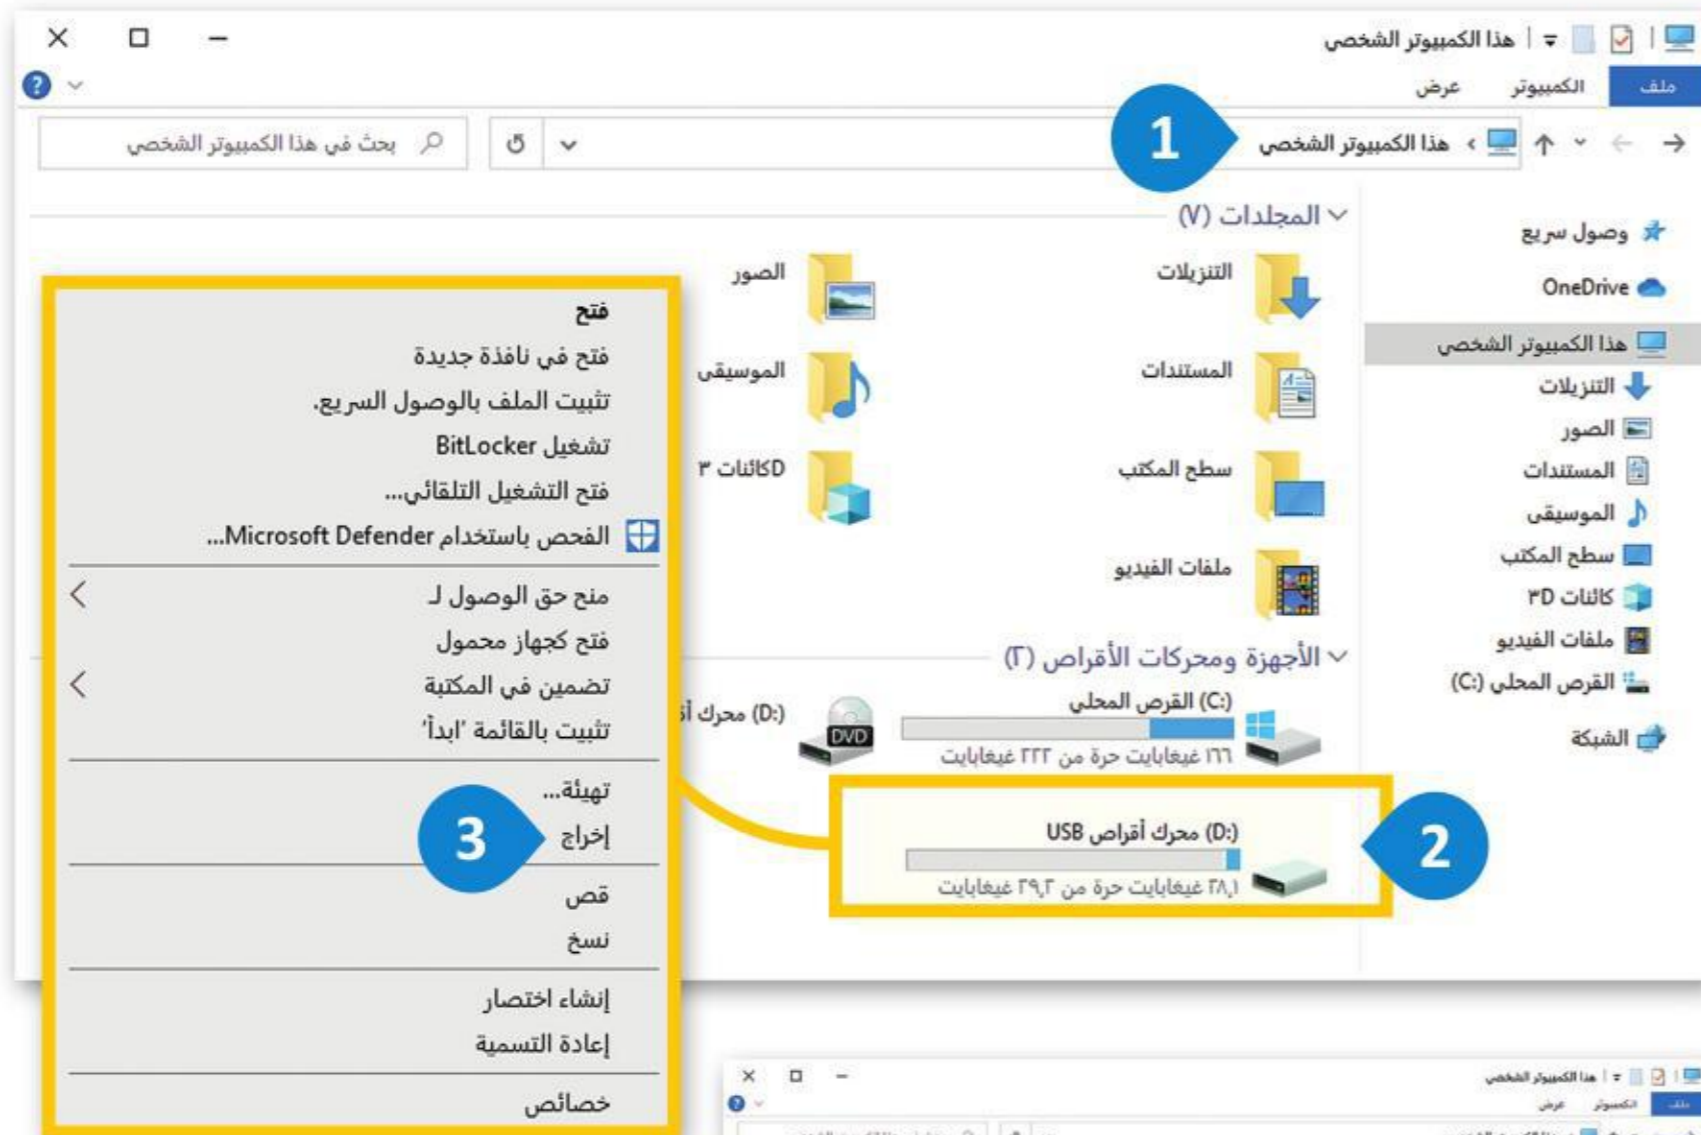 هذا الكمبيوتر الشخصي
ملف الكمبيوتر عرض
هذا الكمبيوتر الشخصي
بحث في هذا الكمبيوتر الشخصي
1
وصول سريع
OneDrive
هذا الكمبيوتر الشخصي
التنزيلات
الصور
المستندات
الموسيقى
سطح المكتب
كائنات ٣D
ملفات الفيديو
القرص المحلي (C:)
الشبكة
المجلدات (٧)
التنزيلات
الصور
المستندات
الموسيقى
سطح المكتب
Dكائنات ٣
ملفات الفيديو
الأجهزة ومحركات الأقراص (٢)
(C:) القرص المحلي
١٦٦ غيغابايت حرة من ٢٢٢ غيغابايت
DVD
(D:) محرك
2
(D:) محرك أقراص USB
٢٨,١ غيغابايت حرة من ٢٩,٢ غيغابايت
فتح
فتح في نافذة جديدة
تثبيت الملف بالوصول السريع.
تشغيل BitLocker
فتح التشغيل التلقائي...
الفحص باستخدام Microsoft Defender...
منح حق الوصول لـ
فتح كجهاز محمول
تضمين في المكتبة
تثبيت بالقائمة 'ابدأ'
تهيئة...
3
إخراج
قص
نسخ
إنشاء اختصار
إعادة التسمية
خصائص
هذا الكمبيوتر الشخصي
ملف الكمبيوتر عرض